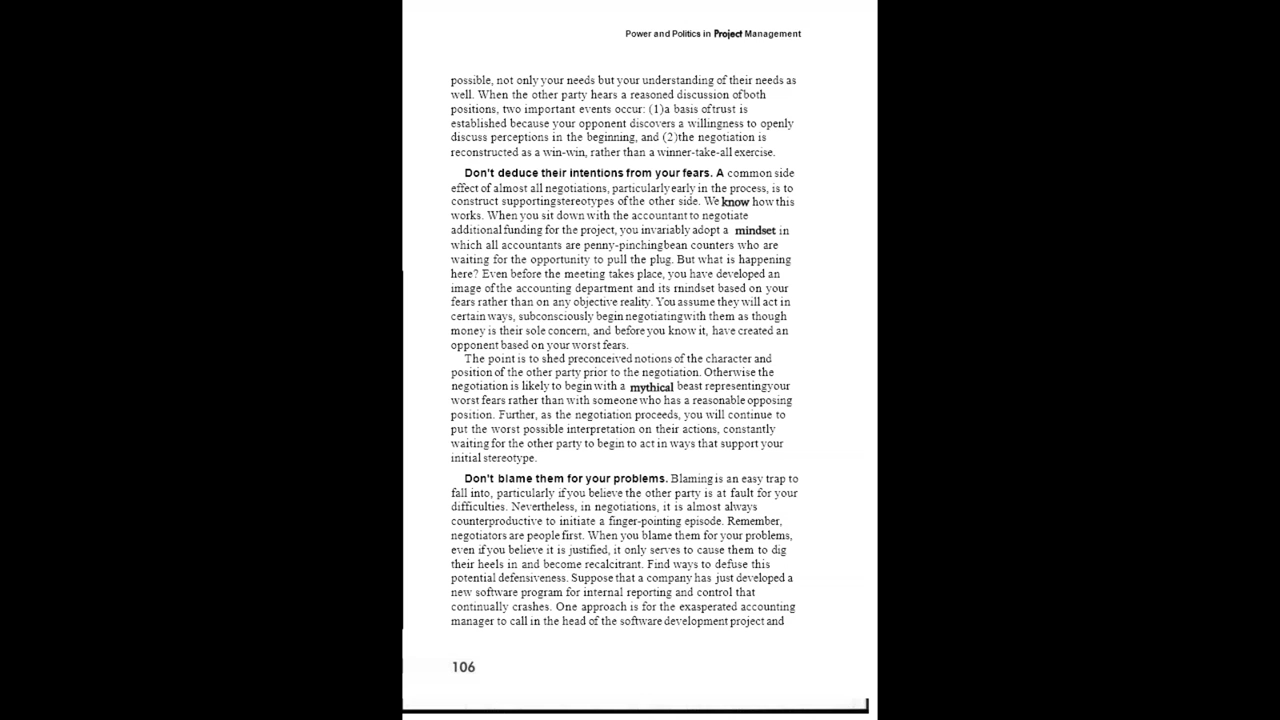 Power and Politics in Project Management
possible, not only your needs but your understanding of their needs as
well. When the other party hears a reasoned discussion of both
positions, two important events occur: (1)a basis of trust is
established because your opponent discovers a willingness to openly
discuss perceptions in the beginning, and (2)the negotiation is
reconstructed as a win-win, rather than a winner-take-all exercise.
Don't deduce their intentions from your fears. A common side
effect of almost all negotiations, particularly early in the process, is to
construct supporting stereotypes of the other side. We know how this
works. When you sit down with the accountant to negotiate
additional funding for the project, you invariably adopt a mindset in
which all accountants are penny-pinching bean counters who are
waiting for the opportunity to pull the plug. But what is happening
here? Even before the meeting takes place, you have developed an
image of the accounting department and its mindset based on your
fears rather than on any objective reality. You assume they will act in
certain ways, subconsciously begin negotiating with them as though
money is their sole concern, and before you know it, have created an
opponent based on your worst fears.
The point is to shed preconceived notions of the character and
position of the other party prior to the negotiation. Otherwise the
negotiation is likely to begin with a mythical beast representing your
worst fears rather than with someone who has a reasonable opposing
position. Further, as the negotiation proceeds, you will continue to
put the worst possible interpretation on their actions, constantly
waiting for the other party to begin to act in ways that support your
initial stereotype.
Don't blame them for your problems. Blaming is an easy trap to
fall into, particularly if you believe the other party is at fault for your
difficulties. Nevertheless, in negotiations, it is almost always
counterproductive to initiate a finger-pointing episode. Remember,
negotiators are people first. When you blame them for your problems,
even if you believe it is justified, it only serves to cause them to dig
their heels in and become recalcitrant. Find ways to defuse this
potential defensiveness. Suppose that a company has just developed a
new software program for internal reporting and control that
continually crashes. One approach is for the exasperated accounting
manager to call in the head of the software development project and
106